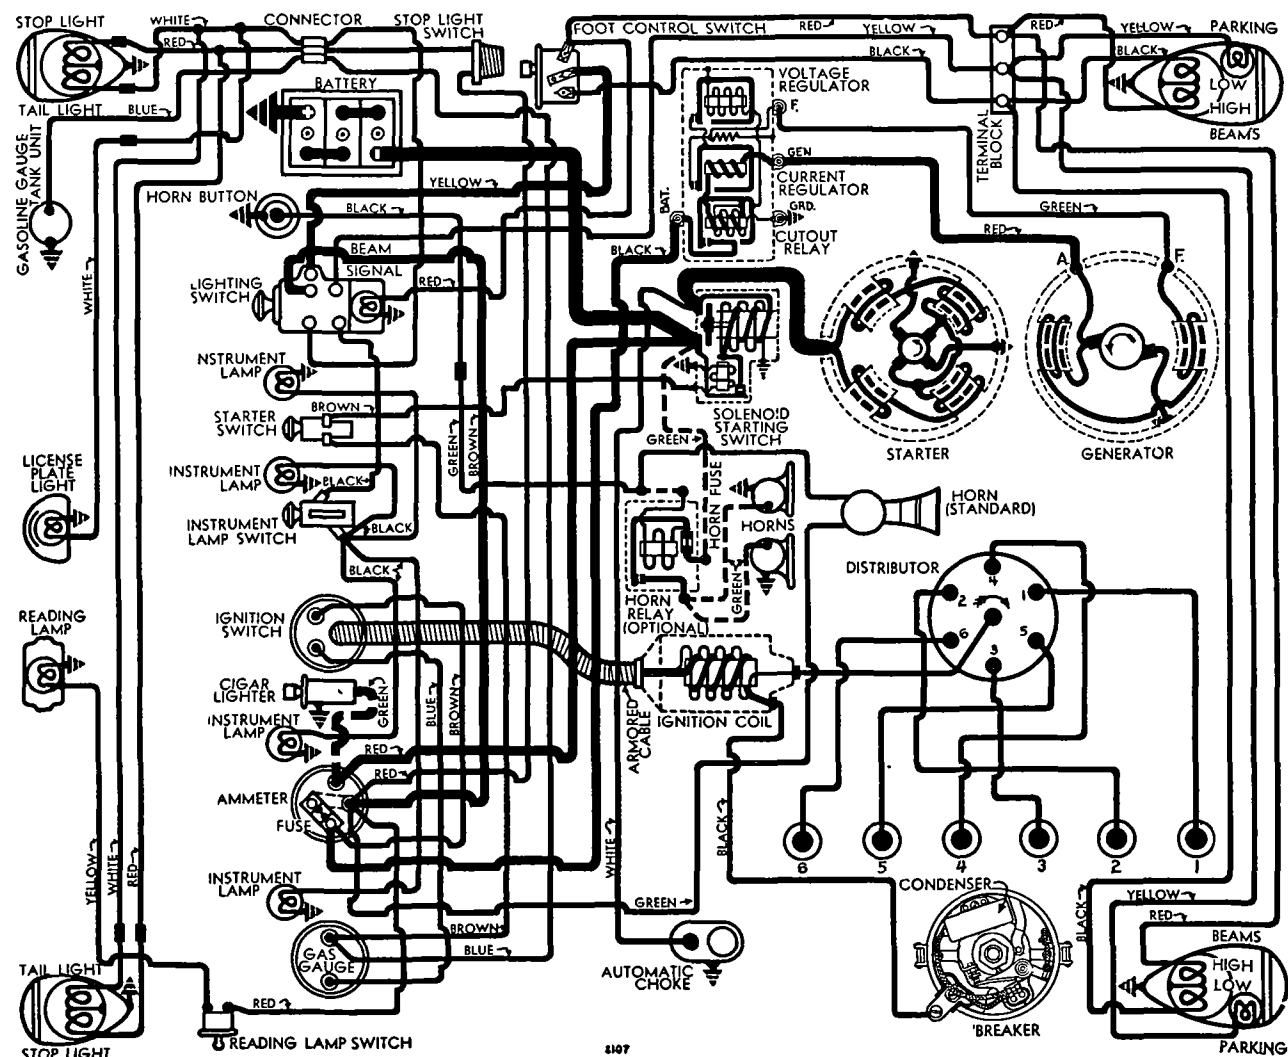 STOP LIGHT
WHITE
RED
CONNECTOR
STOP LIGHT
SWITCH
FOOT CONTROL SWITCH
RED
YELLOW
BLACK
RED
YELLOW
BLACK
PARKING
TAIL LIGHT
BLUE
BATTERY
VOLTAGE
REGULATOR
F.
TERMINAL
BLOCK
LOW
HIGH
BEAMS
GASOLINE GAUGE
TANK UNIT
HORN BUTTON
YELLOW
BLACK
GEN
CURRENT
REGULATOR
BAT.
GRD.
CUTOUT
RELAY
GREEN
RED
BLACK
A
F.
WHITE
BEAM
SIGNAL
LIGHTING
SWITCH
RED
NSTRUMENT
LAMP
BROWN
STARTER
SWITCH
SOLENOID
STARTING
SWITCH
GREEN
STARTER
GENERATOR
GREEN
BROWN
LICENSE
PLATE
LIGHT
INSTRUMENT
LAMP
BLACK
INSTRUMENT
LAMP SWITCH
BLACK
HORN FUSE
HORNS
HORN
(STANDARD)
BLACK
GREEN
DISTRIBUTOR
4
2
1
6
5
3
READING
LAMP
IGNITION
SWITCH
HORN
RELAY
(OPTIONAL)
CIGAR
LIGHTER
GREEN
BLUE
BROWN
ARMORED
CABLE
IGNITION COIL
INSTRUMENT
LAMP
RED
RED
AMMETER
FUSE
YELLOW
WHITE
RED
WHITE
BLACK
6
5
4
3
2
1
INSTRUMENT
LAMP
GREEN
CONDENSER
BLACK
YELLOW
RED
BROWN
BLUE
GAS
GAUGE
AUTOMATIC
CHOKE
BEAMS
HIGH
LOW
TAIL LIGHT
RED
BREAKER
STOP LIGHT
READING LAMP SWITCH
8107
PARKING